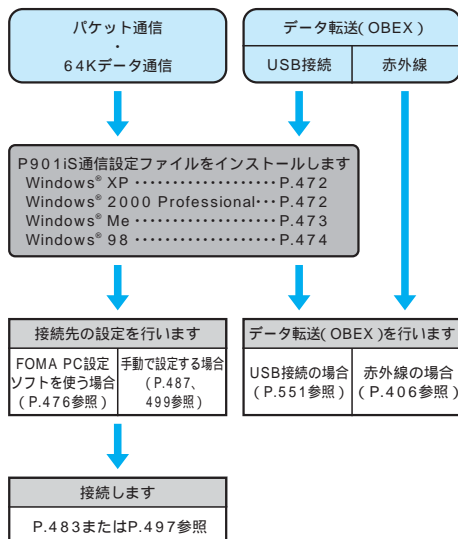 パケット通信
・
64Kデータ通信
データ転送(OBEX)
USB接続
赤外線
P901iS通信設定ファイルをインストールします
Windows® XP ・・・・・・・・・・・・・・・・・・P.472
Windows® 2000 Professional・・・P.472
Windows® Me ・・・・・・・・・・・・・・・・・・P.473
Windows® 98 ・・・・・・・・・・・・・・・・・・P.474
接続先の設定を行います
FOMA PC設定
ソフトを使う場合
(P.476参照)
手動で設定する場合
(P.487、
499参照)
データ転送(OBEX)を行います
USB接続の場合
(P.551参照)
赤外線の場合
(P.406参照)
接続します
P.483またはP.497参照